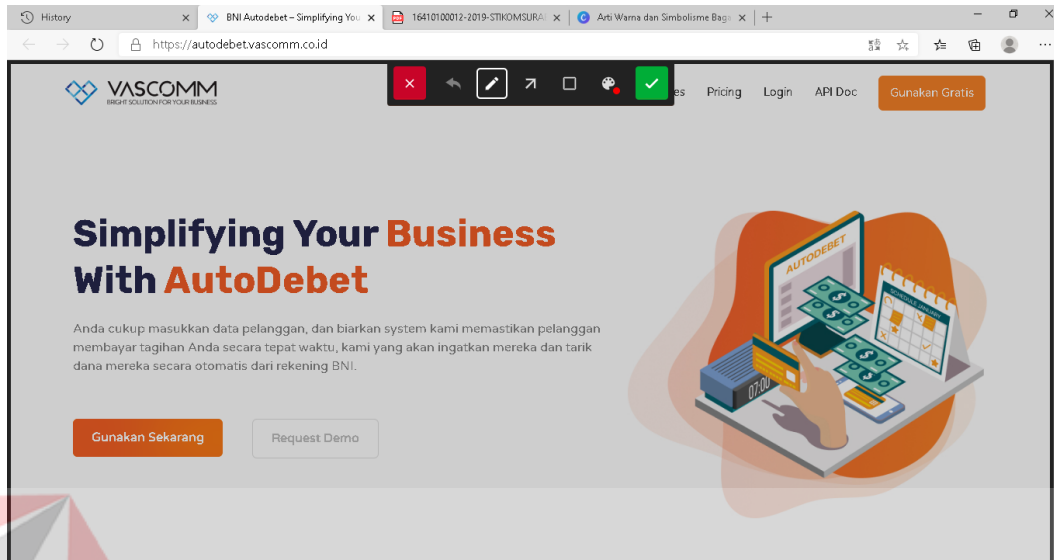 History
BNI Autodebet – Simplifying You
16410100012-2019-STIKOMSURA
Arti Warna dan Simbolisme Bag
https://autodebet.vascomm.co.id
VASCOMM
BRIGHT SOLUTION FOR YOUR BUSINESS
es Pricing Login API Doc Gunakan Gratis
Simplifying Your Business
With AutoDebet
Anda cukup masukkan data pelanggan, dan biarkan system kami memastikan pelanggan
membayar tagihan Anda secara tepat waktu, kami yang akan ingatkan mereka dan tarik
dana mereka secara otomatis dari rekening BNI.
Gunakan Sekarang
Request Demo
AUTODEBET
SCHEDULE JANUARY
07:00